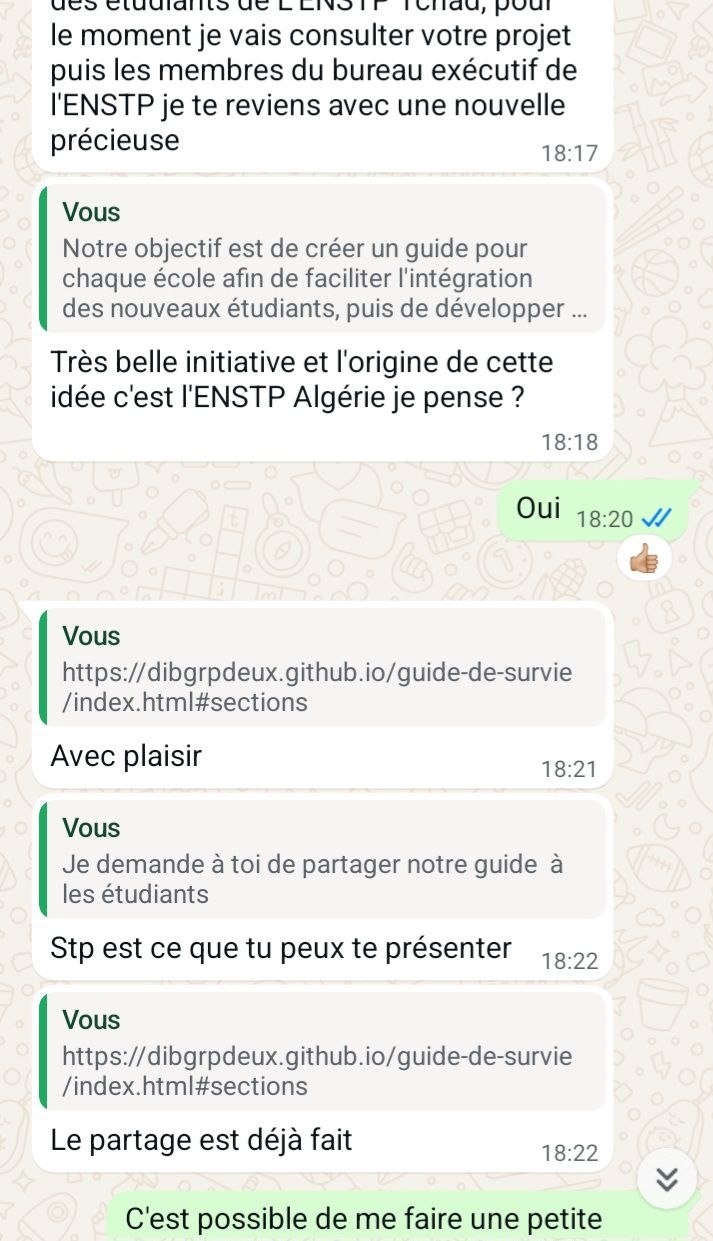 des étudiants de L'ENSTP Tchad, pour
le moment je vais consulter votre projet
puis les membres du bureau exécutif de
l'ENSTP je te reviens avec une nouvelle
précieuse
18:17
Vous
Notre objectif est de créer un guide pour
chaque école afin de faciliter l'intégration
des nouveaux étudiants, puis de développer ...
Très belle initiative et l'origine de cette
idée c'est l'ENSTP Algérie je pense ?
18:18
Oui 18:20
Vous
https://dibgrpdeux.github.io/guide-de-survie
/index.html#sections
Avec plaisir
18:21
Vous
Je demande à toi de partager notre guide  à
les étudiants
Stp est ce que tu peux te présenter
18:22
Vous
https://dibgrpdeux.github.io/guide-de-survie
/index.html#sections
Le partage est déjà fait
18:22
C'est possible de me faire une petite